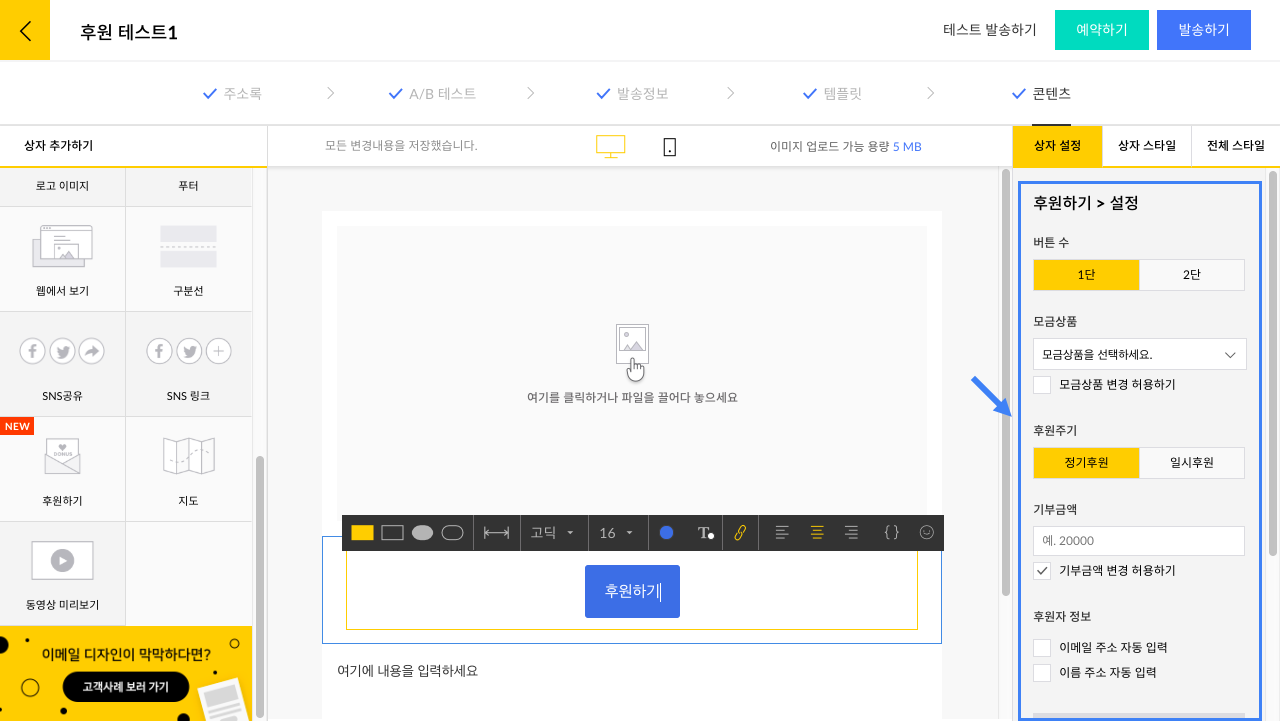 후원 테스트1
테스트 발송하기
예약하기
발송하기
주소록
A/B 테스트
발송정보
템플릿
콘텐츠
상자 추가하기
모든 변경내용을 저장했습니다.
이미지 업로드 가능 용량 5 MB
상자 설정
상자 스타일
전체 스타일
로고 이미지
푸터
웹에서 보기
구분선
SNS공유
SNS 링크
NEW
DONUS
후원하기
지도
동영상 미리보기
이메일 디자인이 막막하다면?
고객사례 보러 가기
여기를 클릭하거나 파일을 끌어다 놓으세요
고딕
16
T
{ }
후원하기
여기에 내용을 입력하세요
후원하기 > 설정
버튼 수
1단
2단
모금상품
모금상품을 선택하세요.
모금상품 변경 허용하기
후원주기
정기후원
일시후원
기부금액
예. 20000
기부금액 변경 허용하기
후원자 정보
이메일 주소 자동 입력
이름 주소 자동 입력